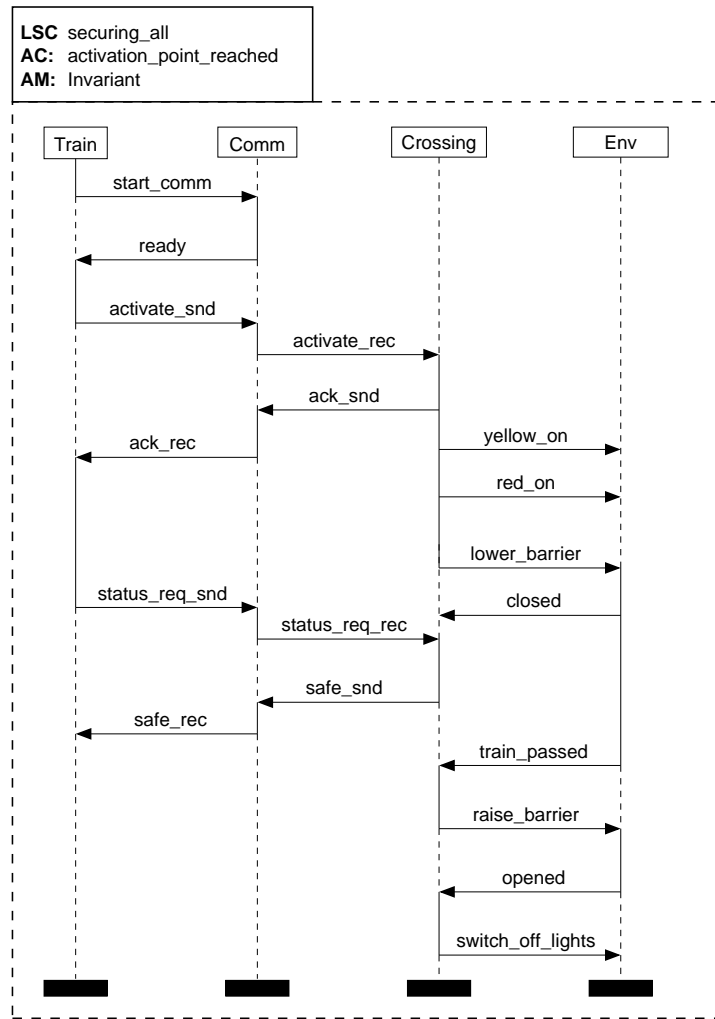 LSC securing_all
AC: activation_point_reached
AM: Invariant
Train Comm Crossing Env
start_comm
ready
activate_snd
activate_rec
ack_snd
ack_rec
yellow_on
red_on
lower_barrier
status_req_snd
closed
status_req_rec
safe_snd
safe_rec
train_passed
raise_barrier
opened
switch_off_lights